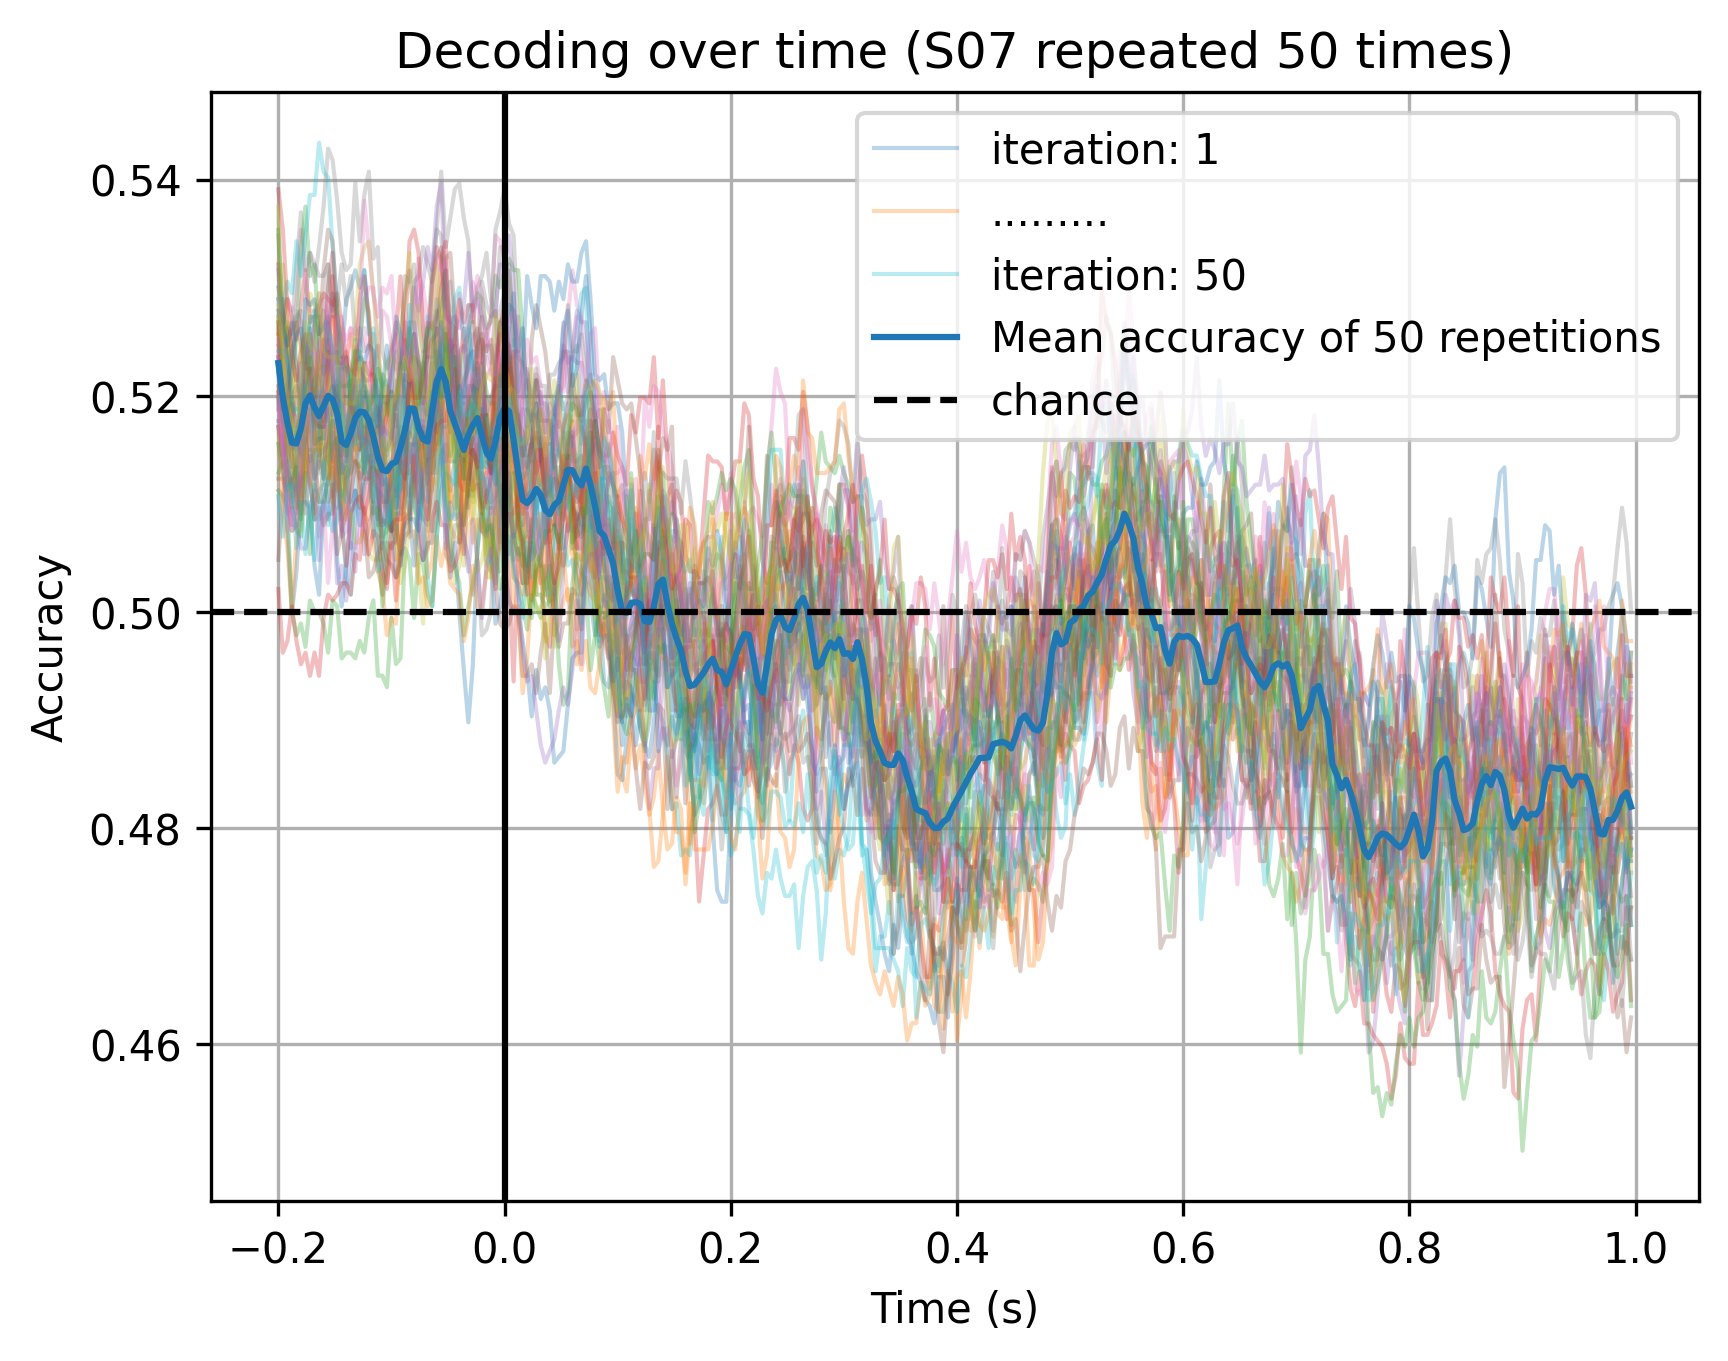 Decoding over time (S07 repeated 50 times)
iteration: 1
.........
iteration: 50
Mean accuracy of 50 repetitions
chance
0.54
0.52
0.50
0.48
0.46
Accuracy
−0.2 0.0 0.2 0.4 0.6 0.8 1.0
Time (s)